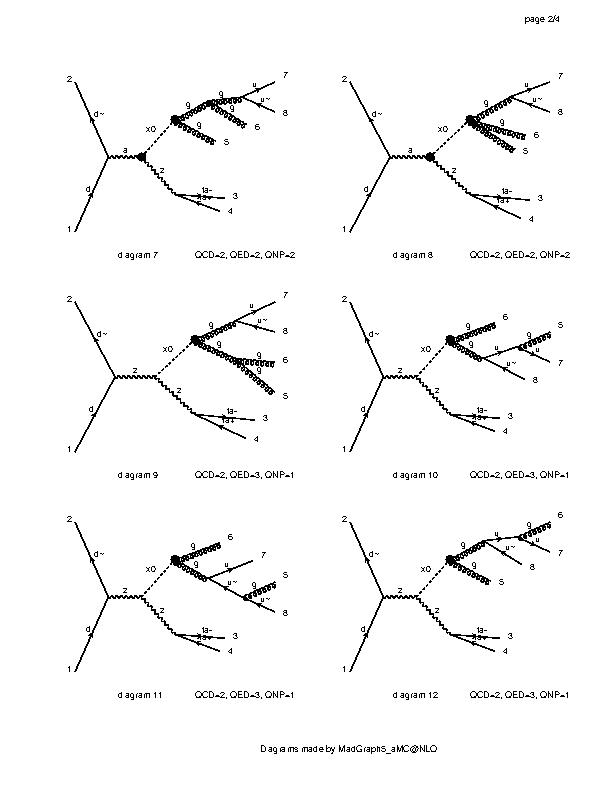 page 2/4
2
d~
d
1
a
x0
z
g
g
g
g
u
u~
7
8
6
5
ta-
ta+
3
4
diagram 7 QCD=2, QED=2, QNP=2
2
d~
d
1
a
x0
z
g
g
g
u
u~
7
8
6
5
ta-
ta+
3
4
diagram 8 QCD=2, QED=2, QNP=2
2
d~
d
1
z
x0
z
g
g
g
g
u
u~
7
8
6
5
ta-
ta+
3
4
diagram 9 QCD=2, QED=3, QNP=1
2
d~
d
1
z
x0
z
g
g
g
u
u
u~
6
5
7
8
ta-
ta+
3
4
diagram 10 QCD=2, QED=3, QNP=1
2
d~
d
1
z
x0
z
g
g
g
u
u~
u~
6
7
5
8
ta-
ta+
3
4
diagram 11 QCD=2, QED=3, QNP=1
2
d~
d
1
z
x0
z
g
g
g
u
u
u~
6
7
8
5
ta-
ta+
3
4
diagram 12 QCD=2, QED=3, QNP=1
Diagrams made by MadGraph5_aMC@NLO